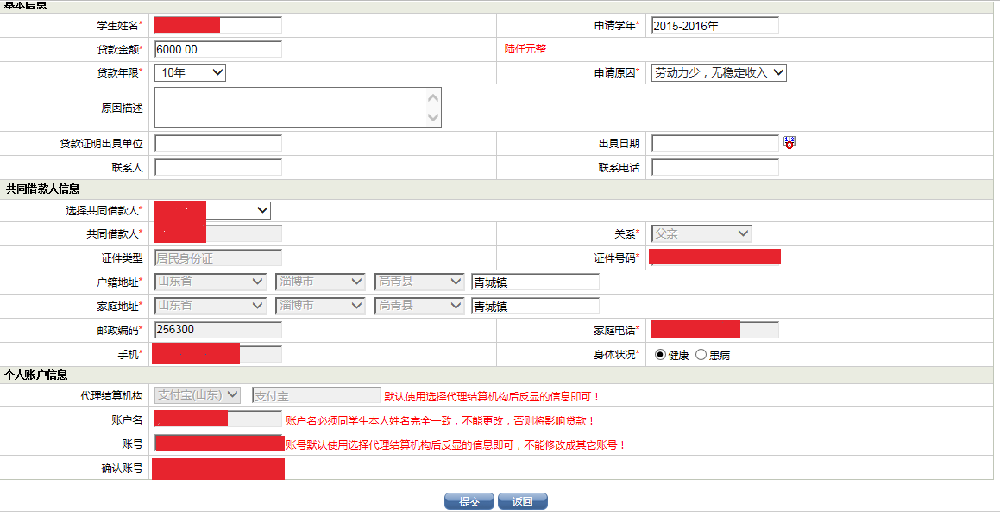 基本信息
学生姓名* 申请学年* 2015-2016年
贷款金额* 6000.00 陆仟元整
贷款年限* 10年 申请原因* 劳动力少，无稳定收入
原因描述
贷款证明出具单位 出具日期
联系人 联系电话
共同借款人信息
选择共同借款人*
共同借款人* 关系* 父亲
证件类型 居民身份证 证件号码*
户籍地址* 山东省 淄博市 高青县 青城镇
家庭地址* 山东省 淄博市 高青县 青城镇
邮政编码* 256300 家庭电话*
手机* 身体状况* 健康 患病
个人账户信息
代理结算机构 支付宝(山东) 支付宝 默认使用选择代理结算机构后反显的信息即可！
账户名 账户名必须同学生本人姓名完全一致，不能更改，否则将影响贷款！
账号 账号默认使用选择代理结算机构后反显的信息即可，不能修改成其它账号！
确认账号
提交 返回